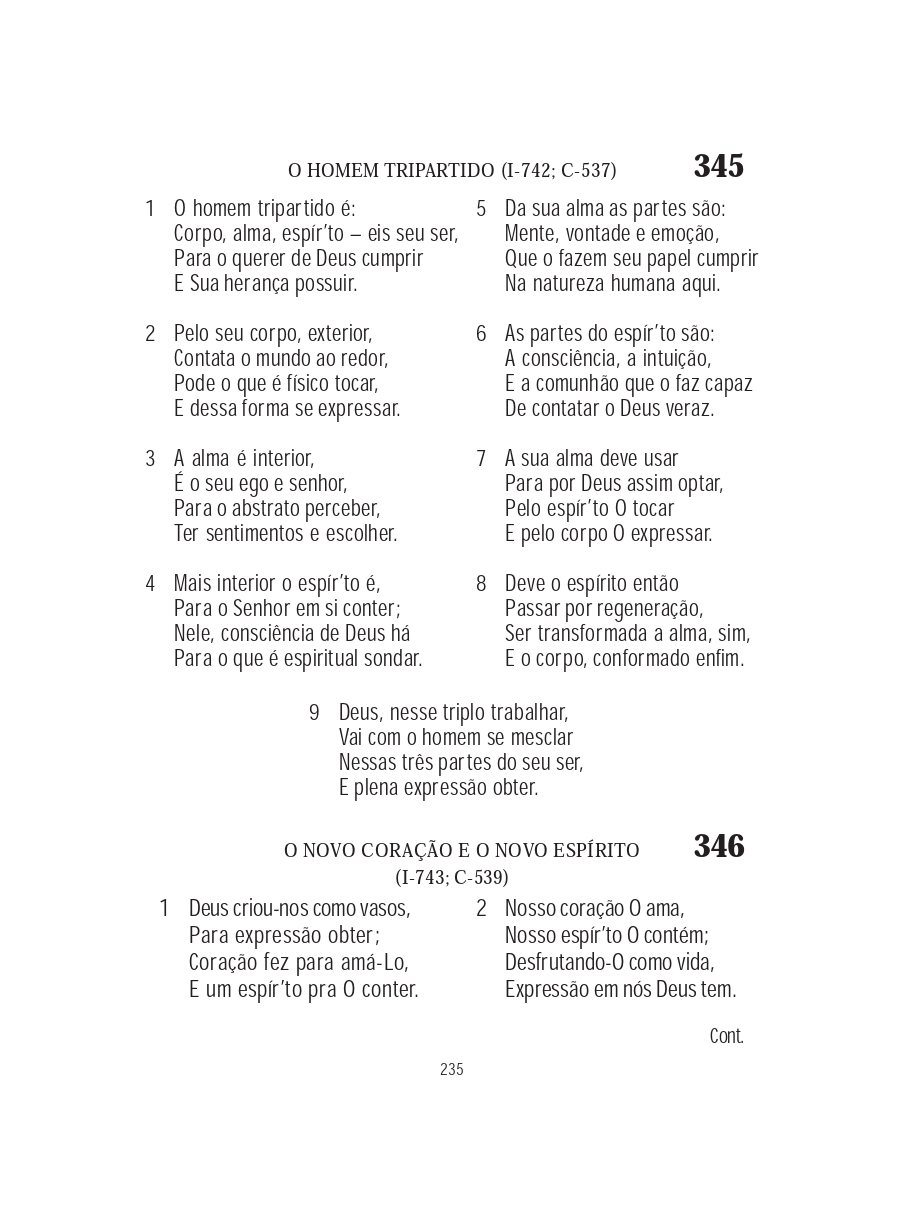 O HOMEM TRIPARTIDO (I-742; C-537) 345
1 O homem tripartido é:
Corpo, alma, espír’to – eis seu ser,
Para o querer de Deus cumprir
E Sua herança possuir.
2 Pelo seu corpo, exterior,
Contata o mundo ao redor,
Pode o que é físico tocar,
E dessa forma se expressar.
3 A alma é interior,
É o seu ego e senhor,
Para o abstrato perceber,
Ter sentimentos e escolher.
4 Mais interior o espír’to é,
Para o Senhor em si conter;
Nele, consciência de Deus há
Para o que é espiritual sondar.
5 Da sua alma as partes são:
Mente, vontade e emoção,
Que o fazem seu papel cumprir
Na natureza humana aqui.
6 As partes do espír’to são:
A consciência, a intuição,
E a comunhão que o faz capaz
De contatar o Deus veraz.
7 A sua alma deve usar
Para por Deus assim optar,
Pelo espír’to O tocar
E pelo corpo O expressar.
8 Deve o espírito então
Passar por regeneração,
Ser transformada a alma, sim,
E o corpo, conformado enfim.
9 Deus, nesse triplo trabalhar,
Vai com o homem se mesclar
Nessas três partes do seu ser,
E plena expressão obter.
O NOVO CORAÇÃO E O NOVO ESPÍRITO 346
(I-743; C-539)
1 Deus criou-nos como vasos,
Para expressão obter;
Coração fez para amá-Lo,
E um espír’to pra O conter.
2 Nosso coração O ama,
Nosso espír’to O contém;
Desfrutando-O como vida,
Expressão em nós Deus tem.
Cont.
235